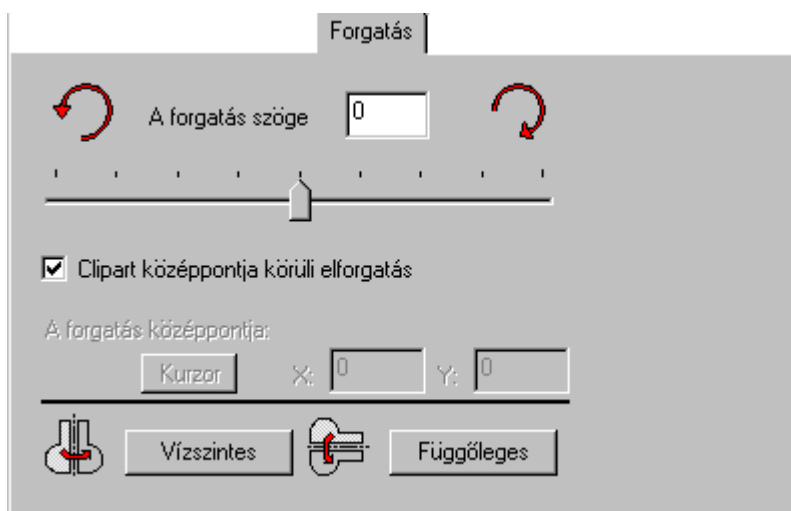 Forgatás
A forgatás szöge 0
Clipart középpontja körüli elforgatás
A forgatás középpontja:
Kurzor X: 0 Y: 0
Vízszintes Függőleges